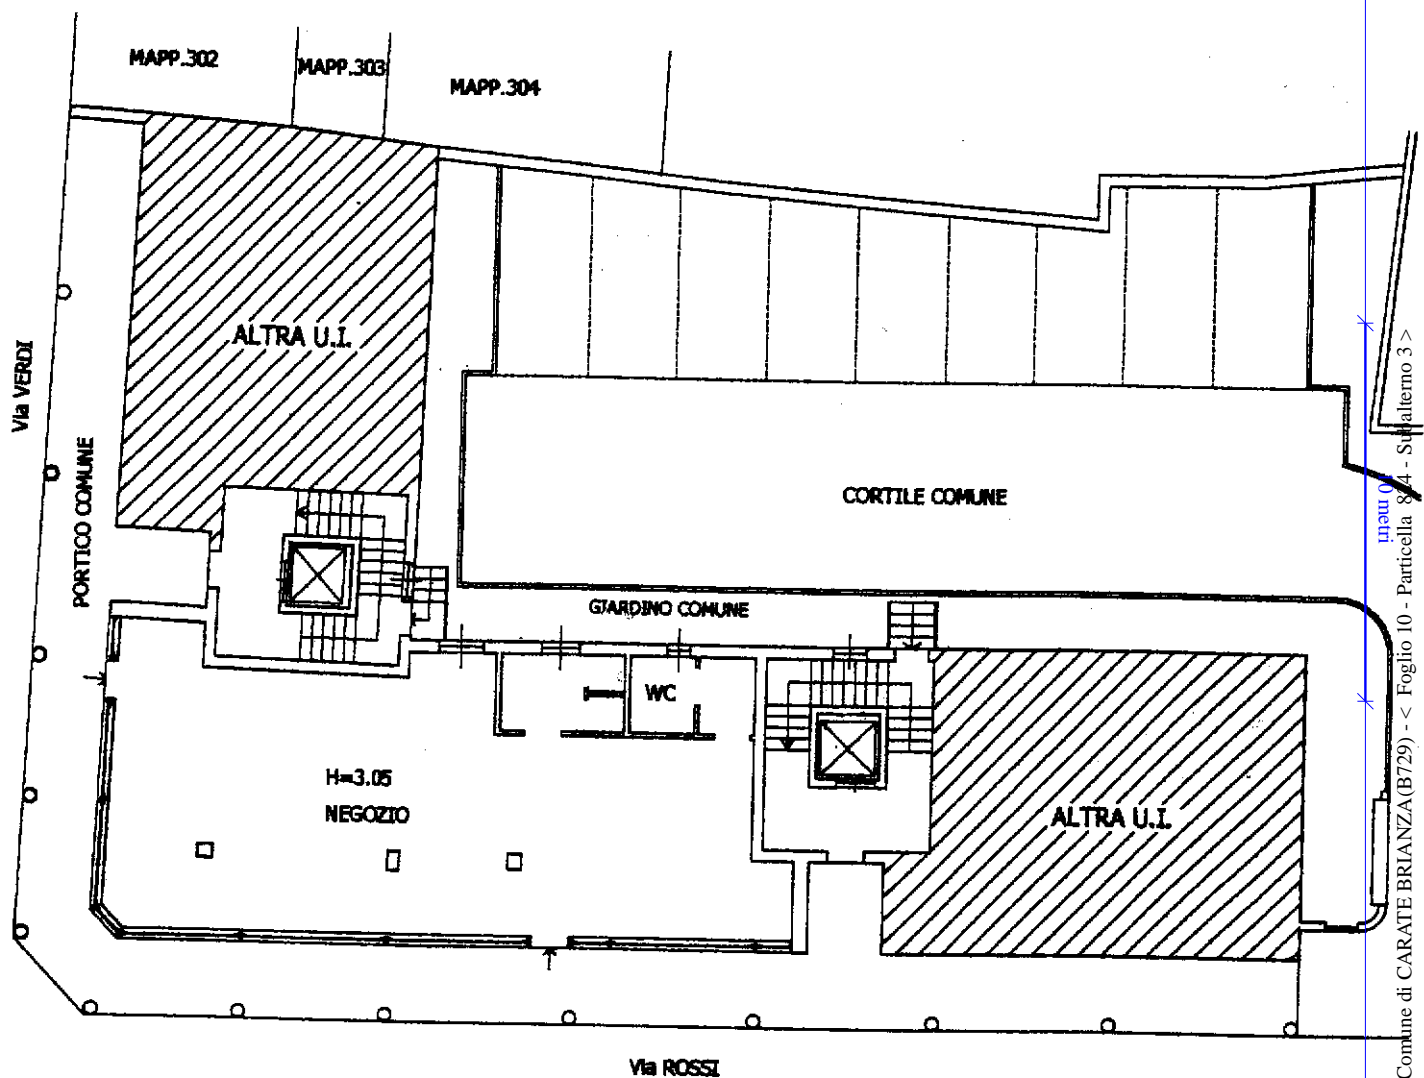 MAPP.302
MAPP.303
MAPP.304
ALTRA U.I.
Via VERDI
PORTICO COMUNE
CORTILE COMUNE
GIARDINO COMUNE
WC
H=3.05
NEGOZIO
ALTRA U.I.
Via ROSSI
10 metri
Comune di CARATE BRIANZA(B729) - < Foglio 10 - Particella - Subalterno 3 >